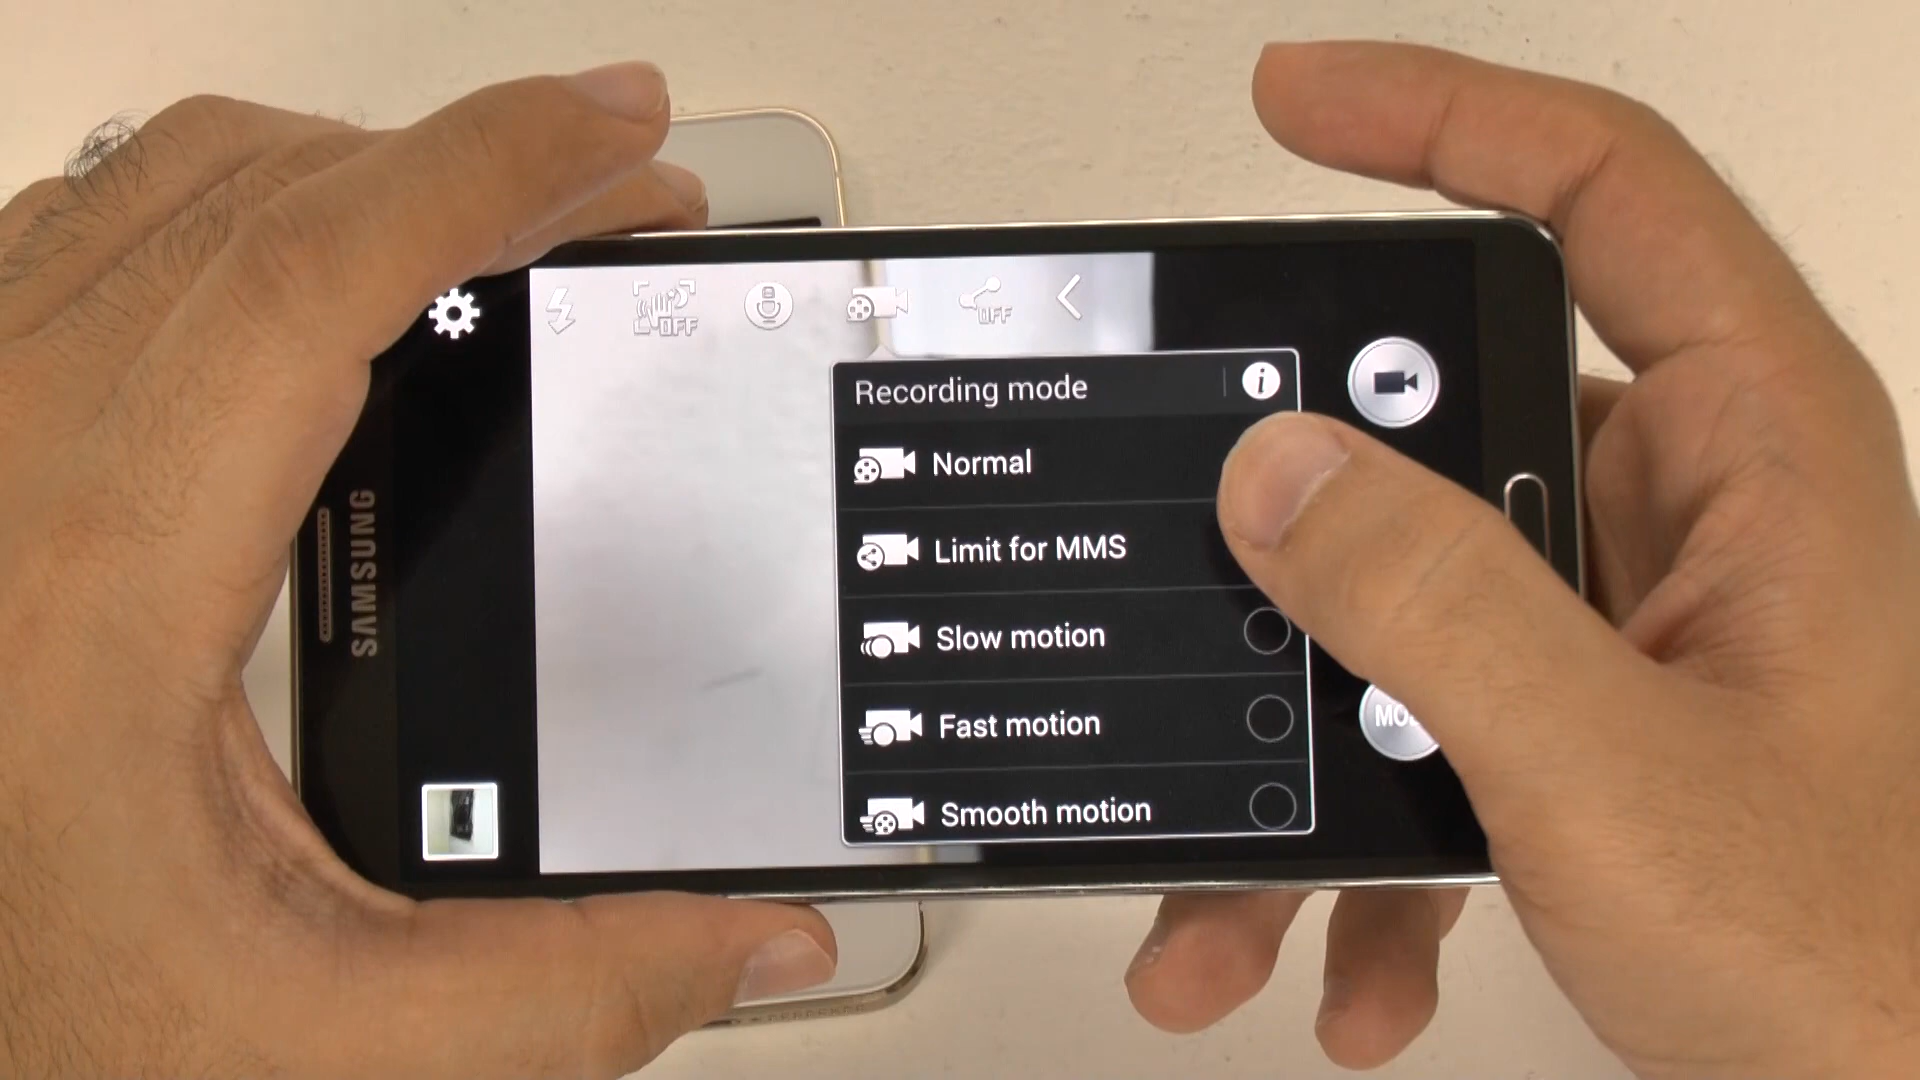 SAMSUNG
OFF
OFF
Recording mode
i
Normal
Limit for MMS
Slow motion
Fast motion
Smooth motion